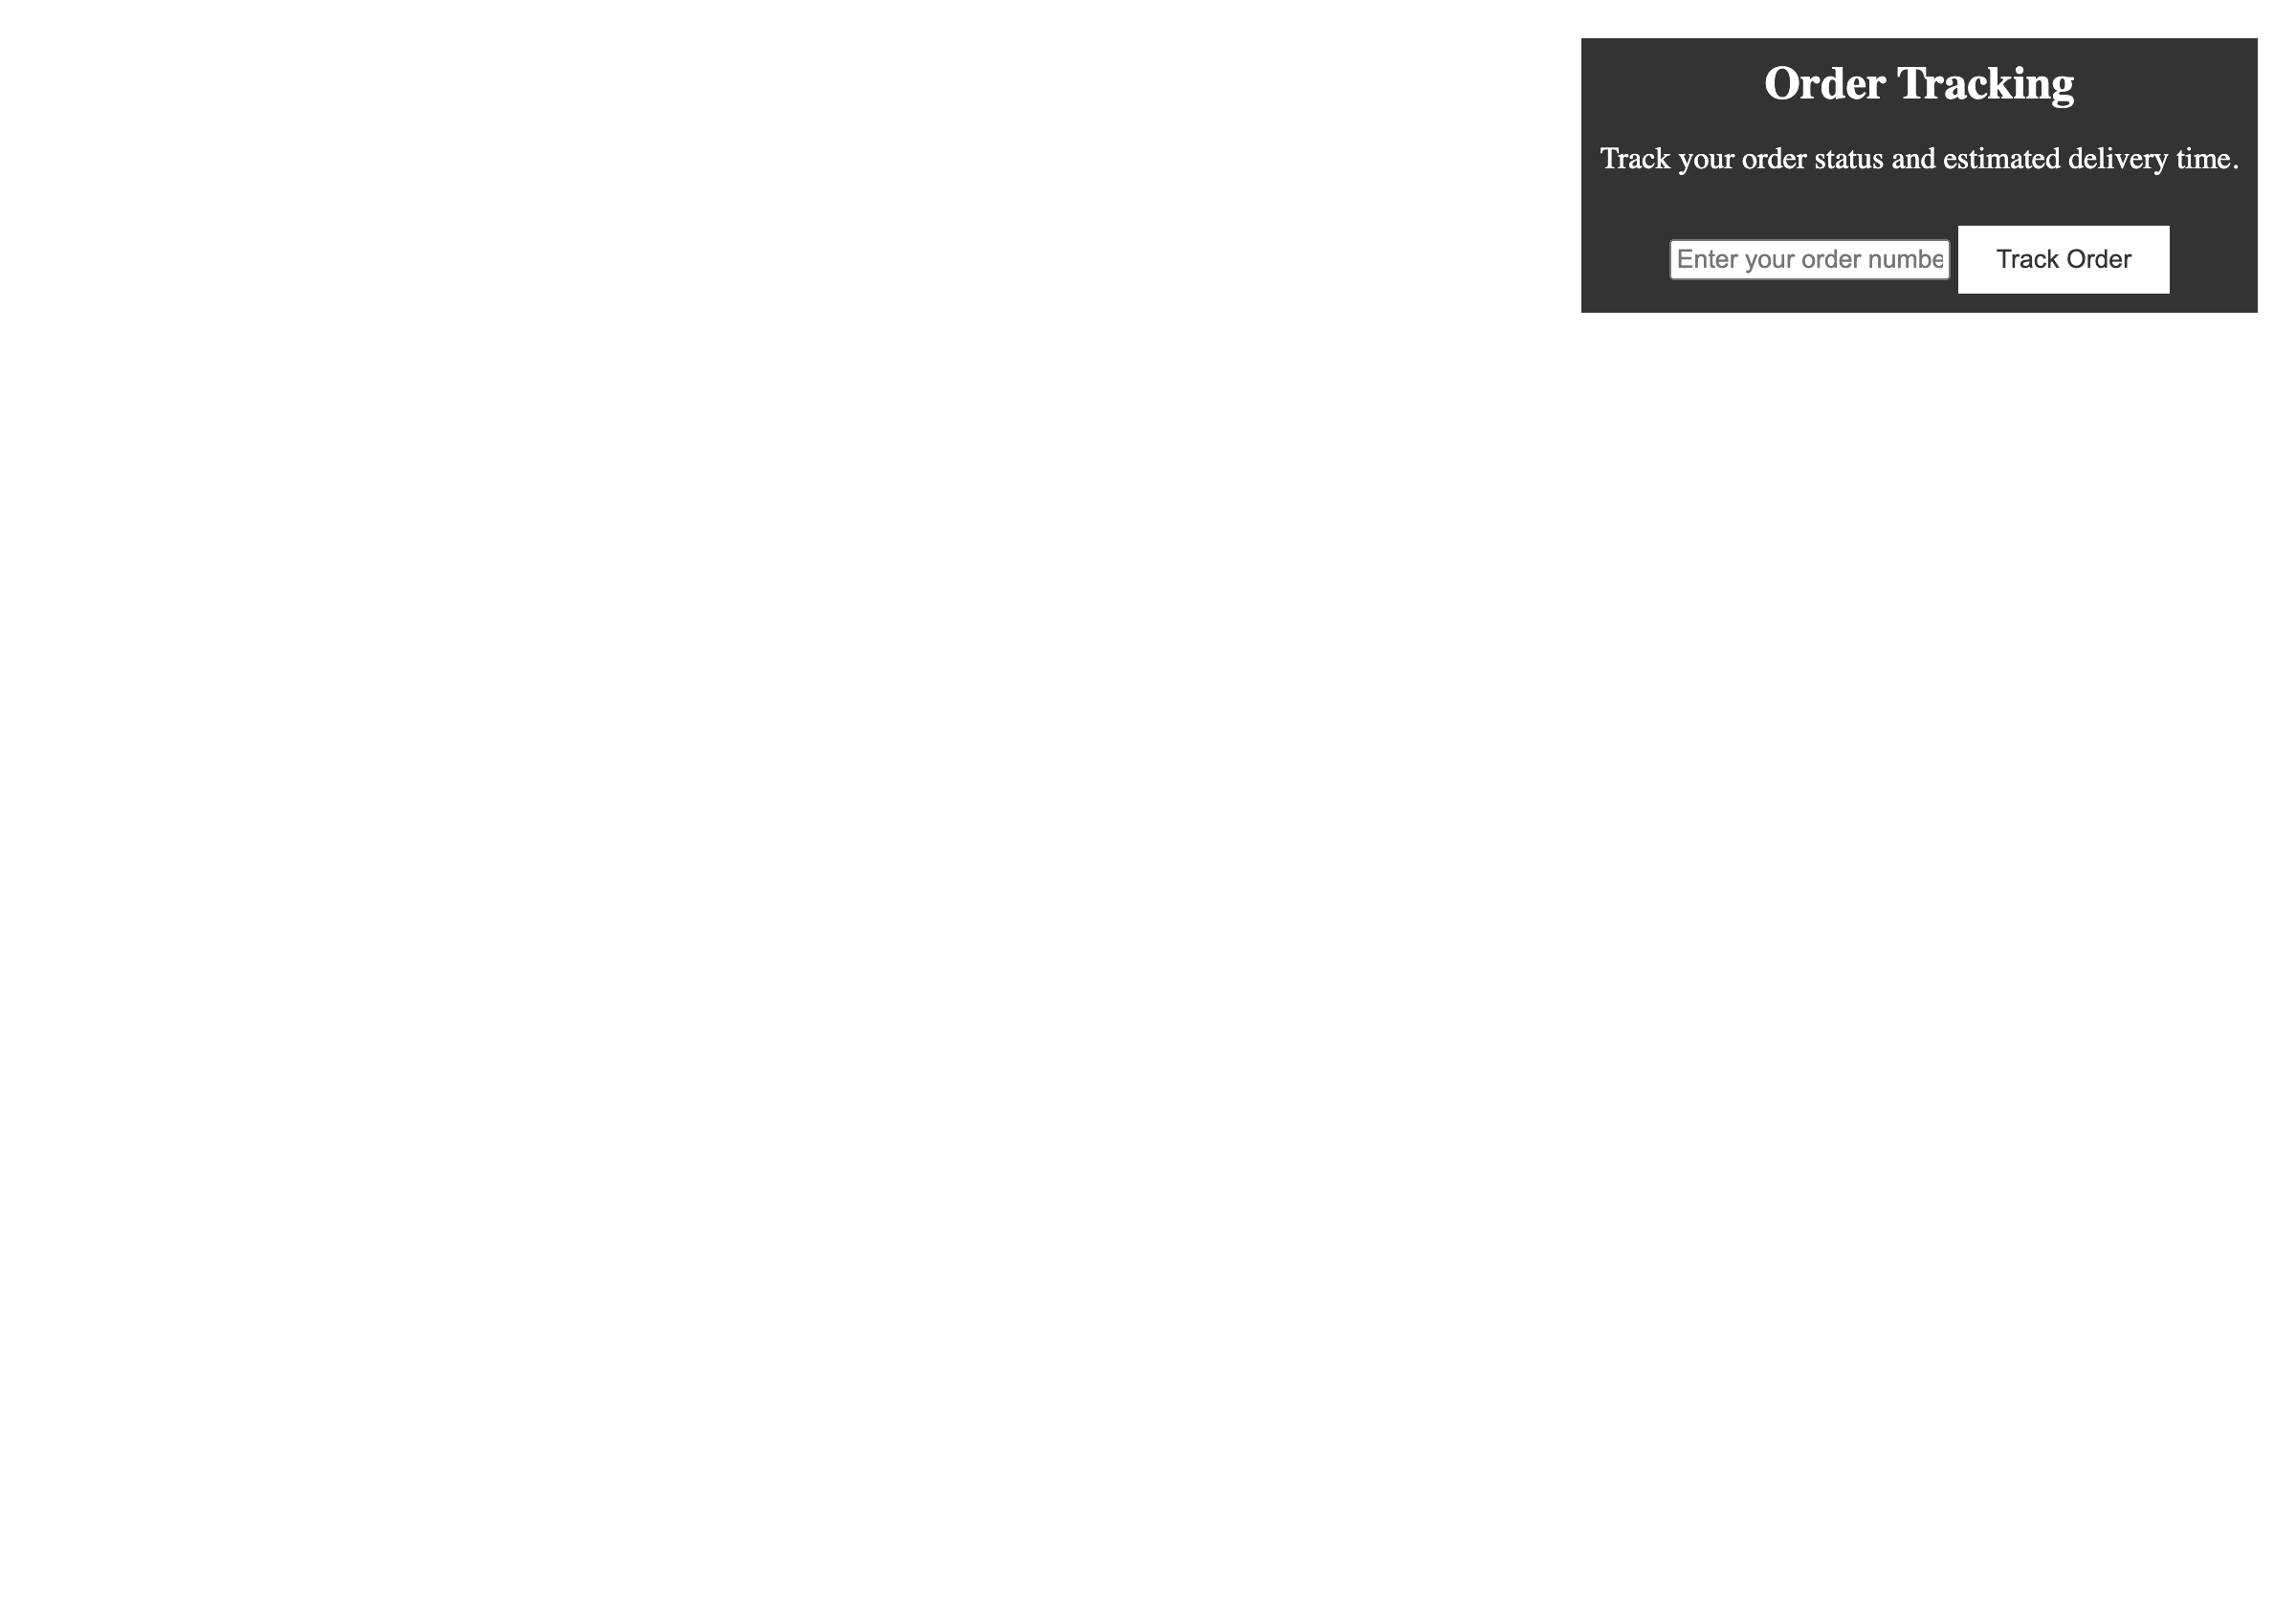 Order Tracking
Track your order status and estimated delivery time.
Enter your order numbe
Track Order